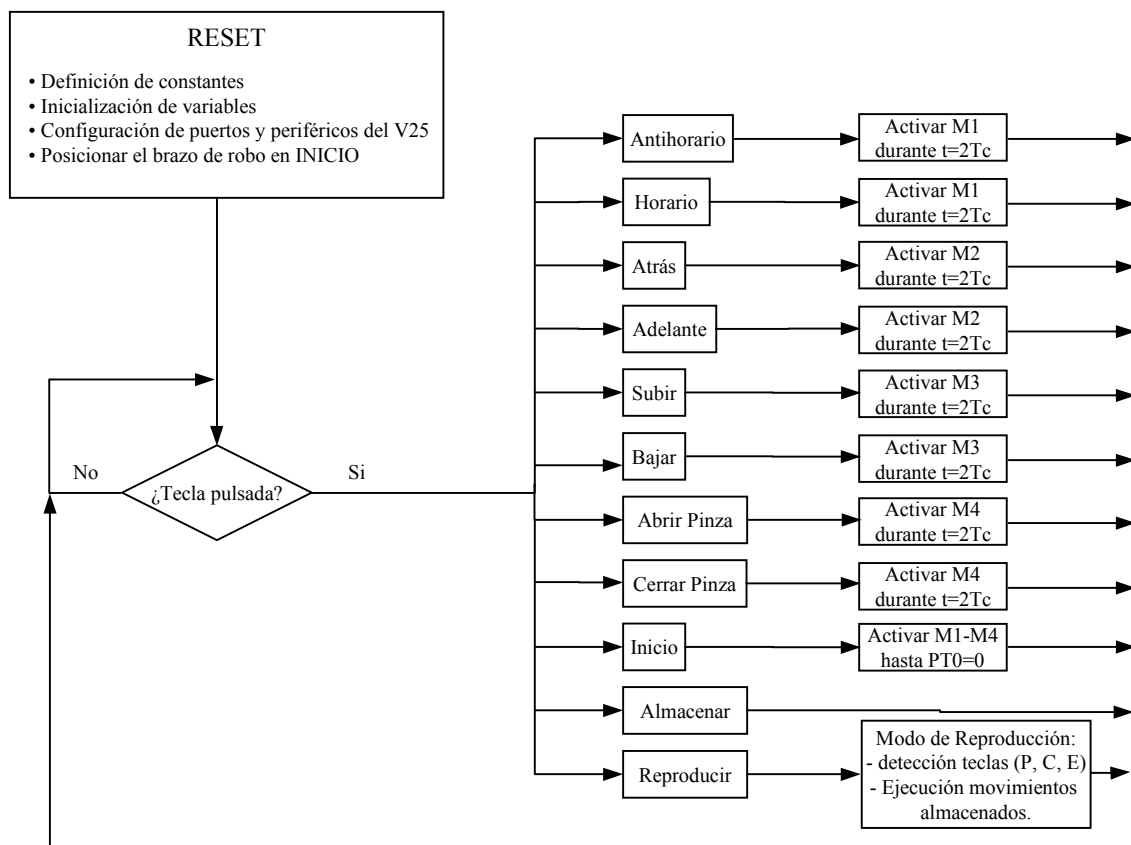 RESET
• Definición de constantes
• Inicialización de variables
• Configuración de puertos y periféricos del V25
• Posicionar el brazo de robo en INICIO
¿Tecla pulsada?
No
Si
Antihorario
Activar M1
durante t=2Tc
Horario
Activar M1
durante t=2Tc
Atrás
Activar M2
durante t=2Tc
Adelante
Activar M2
durante t=2Tc
Subir
Activar M3
durante t=2Tc
Bajar
Activar M3
durante t=2Tc
Abrir Pinza
Activar M4
durante t=2Tc
Cerrar Pinza
Activar M4
durante t=2Tc
Inicio
Activar M1-M4
hasta PT0=0
Almacenar
Reproducir
Modo de Reproducción:
- detección teclas (P, C, E)
- Ejecución movimientos
almacenados.